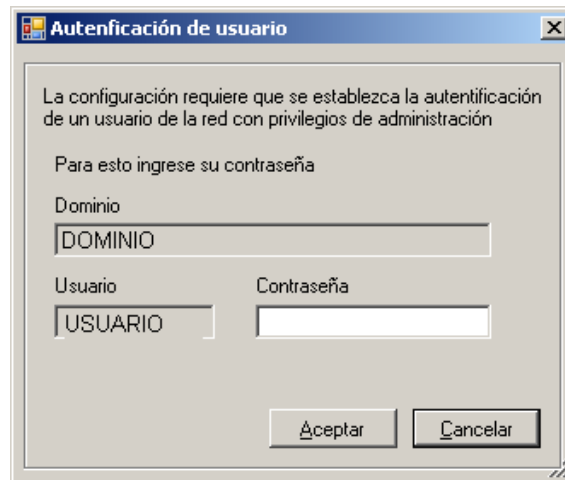 Autenficación de usuario
La configuración requiere que se establezca la autentificación
de un usuario de la red con privilegios de administración
Para esto ingrese su contraseña
Dominio
DOMINIO
Usuario Contraseña
USUARIO
Aceptar Cancelar